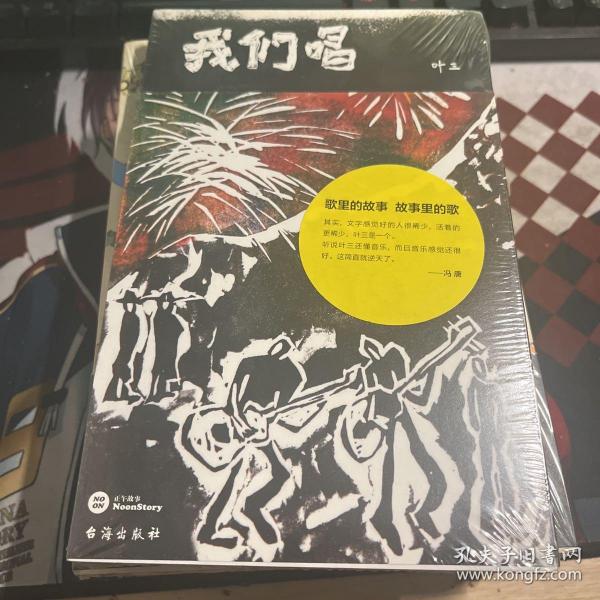 我们唱
叶三
歌里的故事 故事里的歌
其实，文字感觉好的人很稀少，活着的
更稀少，叶三是一个。
听说叶三还懂音乐，而且音乐感觉还很
好，这简直就逆天了。
——冯唐
NO
ON
正午故事
NoonStory
台海出版社
NA
RY
孔夫子旧书网
www.kongfz.com